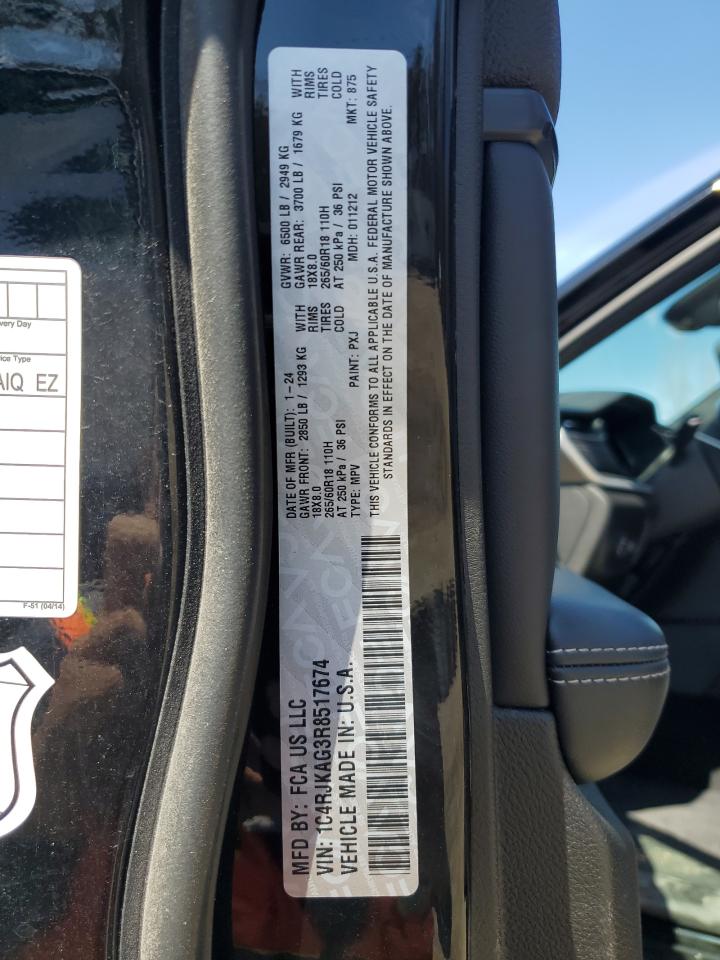 MFD BY: FCA US LLC
VIN: 1C4RJKAG3R8517674
VEHICLE MADE IN: U.S.A.
DATE OF MFR (BUILT): 1-24 GVWR: 6500 LB / 2949 KG
GAWR FRONT: 2850 LB / 1293 KG WITH GAWR REAR: 3700 LB / 1679 KG WITH
18X8.0 RIMS 18X8.0 RIMS
265/60R18 110H TIRES 265/60R18 110H TIRES
AT 250 kPa / 36 PSI COLD AT 250 kPa / 36 PSI COLD
TYPE: MPV PAINT: PXJ MDH: 011212 MKT: 875
THIS VEHICLE CONFORMS TO ALL APPLICABLE U.S.A. FEDERAL MOTOR VEHICLE SAFETY
STANDARDS IN EFFECT ON THE DATE OF MANUFACTURE SHOWN ABOVE.
very Day
ice Type
AIQ EZ
F-51 (04/14)